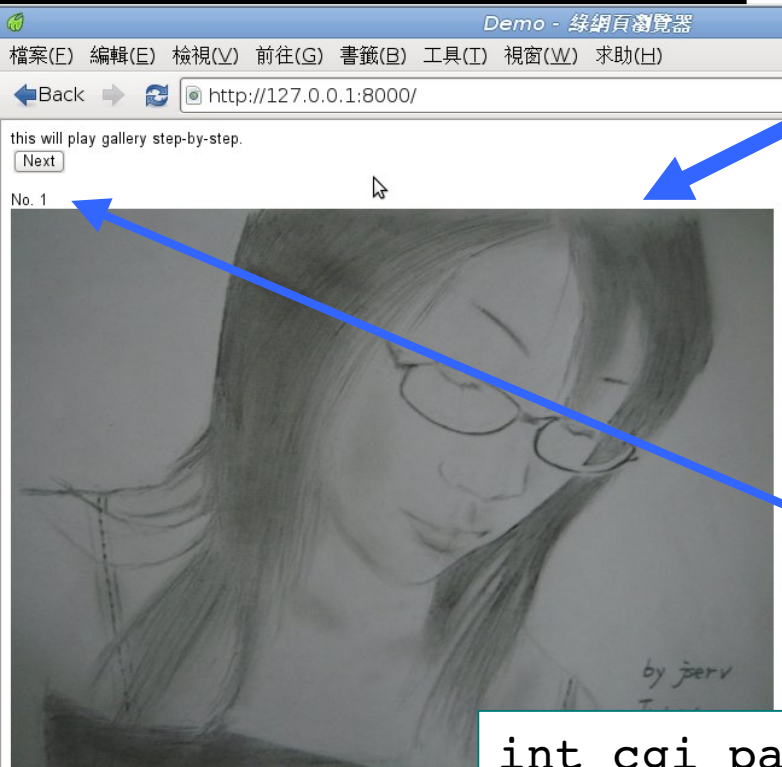 Demo - 綠網頁瀏覽器
檔案(F) 編輯(E) 檢視(V) 前往(G) 書籤(B) 工具(T) 視窗(W) 求助(H)
Back http://127.0.0.1:8000/
this will play gallery step-by-step.
Next
No. 1
by jserv
int cgi pa